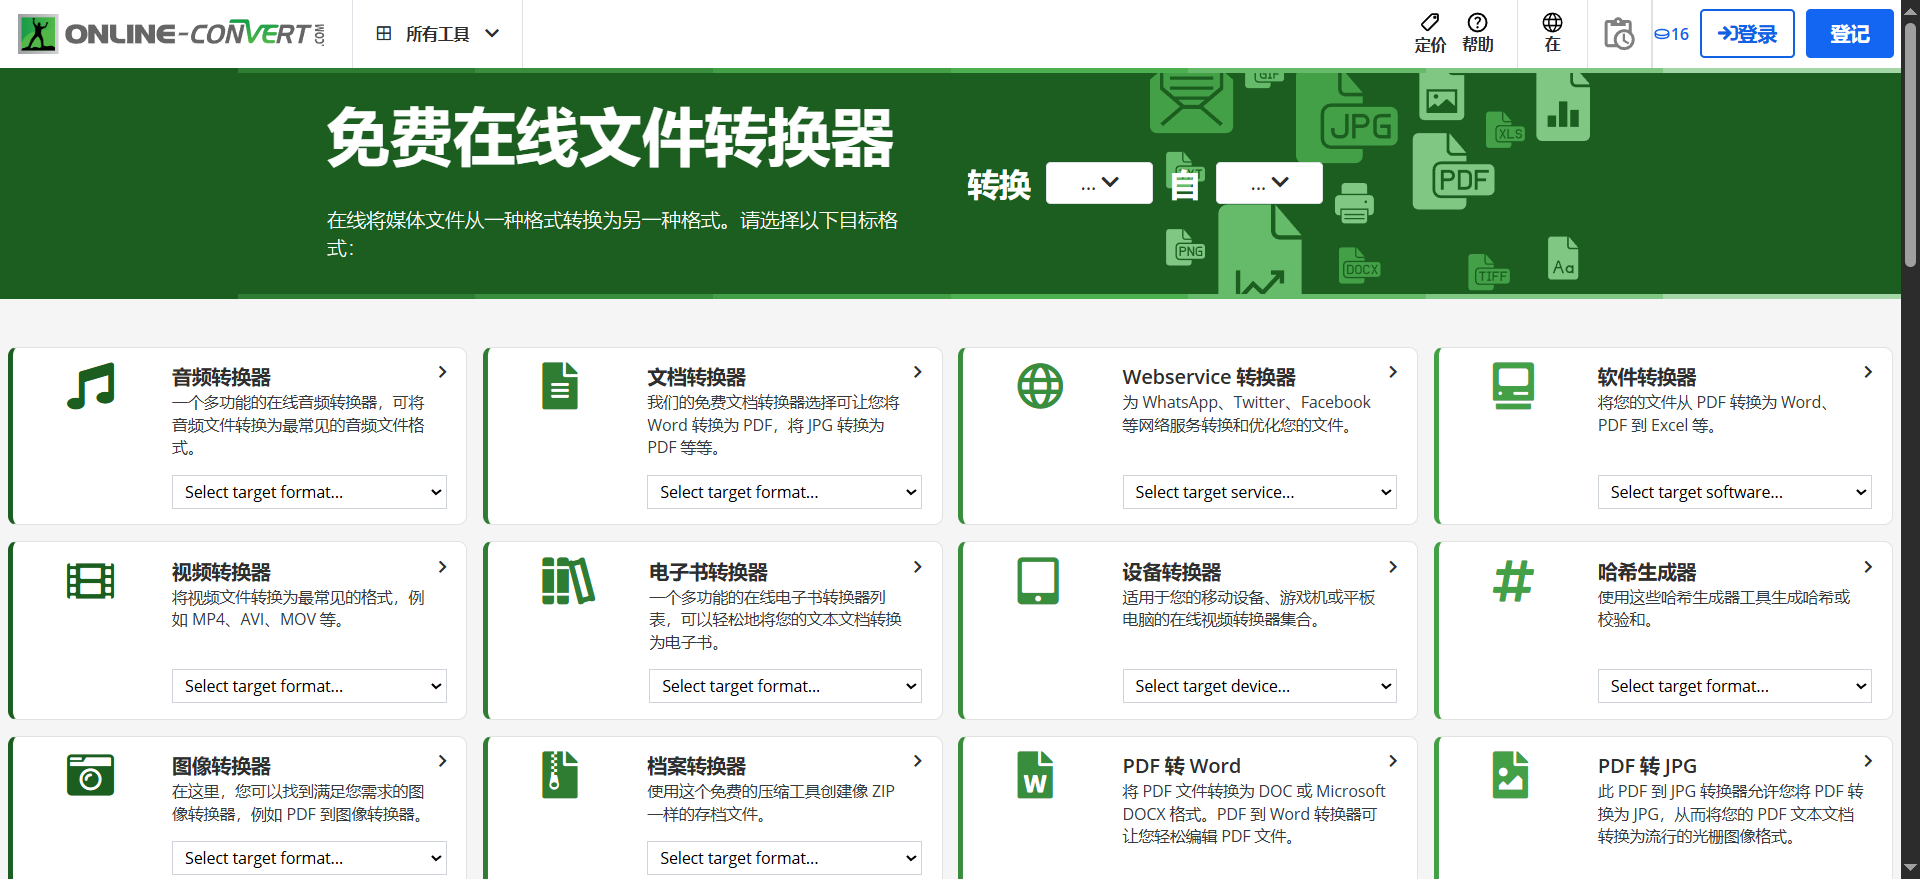 ONLINE-CONVERT.COM
所有工具
定价
帮助
在
16
登录
登记
免费在线文件转换器
在线将媒体文件从一种格式转换为另一种格式。请选择以下目标格
式：
转换 ... 自 ...
GIF
JPG
XLS
TXT
PDF
PNG
DOCX
TIFF
Aa
音频转换器
一个多功能的在线音频转换器，可将
音频文件转换为最常见的音频文件格
式。
Select target format...
文档转换器
我们的免费文档转换器选择可让您将
Word 转换为 PDF，将 JPG 转换为
PDF 等等。
Select target format...
Webservice 转换器
为 WhatsApp、Twitter、Facebook
等网络服务转换和优化您的文件。
Select target service...
软件转换器
将您的文件从 PDF 转换为 Word、
PDF 到 Excel 等。
Select target software...
视频转换器
将视频文件转换为最常见的格式，例
如 MP4、AVI、MOV 等。
Select target format...
电子书转换器
一个多功能的在线电子书转换器列
表，可以轻松地将您的文本文档转换
为电子书。
Select target format...
设备转换器
适用于您的移动设备、游戏机或平板
电脑的在线视频转换器集合。
Select target device...
哈希生成器
使用这些哈希生成器工具生成哈希或
校验和。
Select target format...
图像转换器
在这里，您可以找到满足您需求的图
像转换器，例如 PDF 到图像转换器。
Select target format...
档案转换器
使用这个免费的压缩工具创建像 ZIP
一样的存档文件。
Select target format...
W
PDF 转 Word
将 PDF 文件转换为 DOC 或 Microsoft
DOCX 格式。PDF 到 Word 转换器可
让您轻松编辑 PDF 文件。
PDF 转 JPG
此 PDF 到 JPG 转换器允许您将 PDF 转
换为 JPG，从而将您的 PDF 文本文档
转换为流行的光栅图像格式。